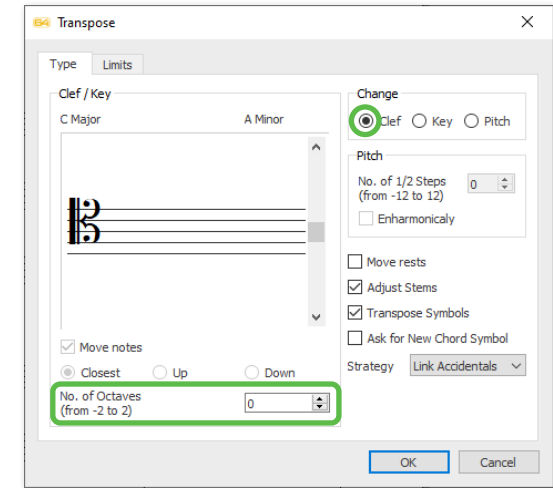 B4 Transpose
Type Limits
Clef / Key
C Major A Minor
Move notes
Closest Up Down
No. of Octaves
(from -2 to 2) 0
Change
Clef Key Pitch
Pitch
No. of 1/2 Steps
(from -12 to 12) 0
Enharmonicaly
Move rests
Adjust Stems
Transpose Symbols
Ask for New Chord Symbol
Strategy Link Accidentals
OK Cancel